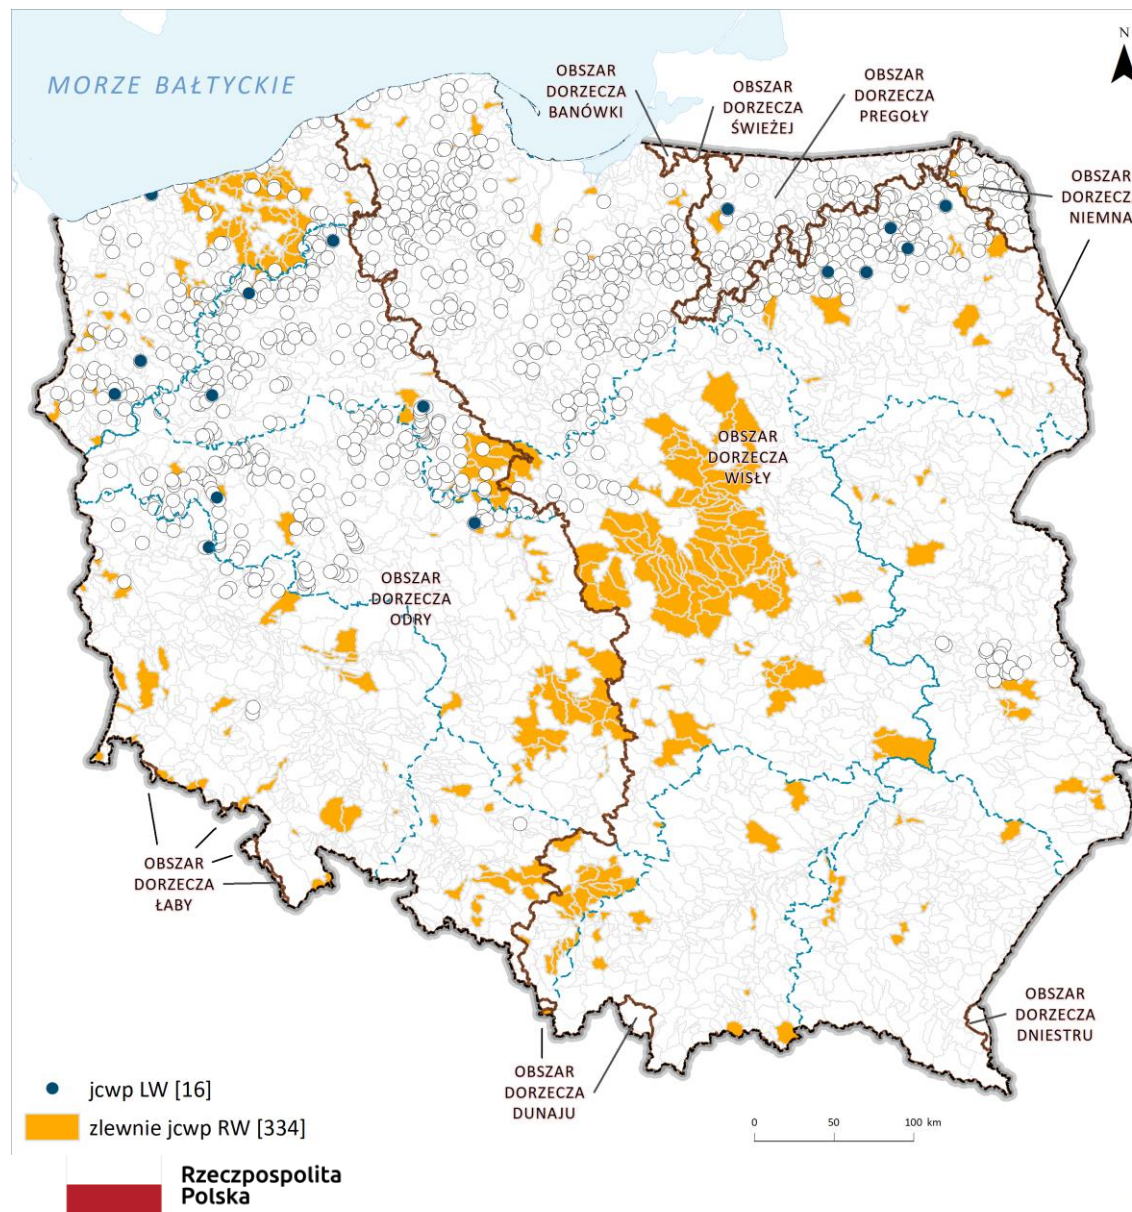 N
MORZE BAŁTYCKIE
OBSZAR
DORZECZA
BANÓWKI
OBSZAR
DORZECZA
ŚWIEŻEJ
OBSZAR
DORZECZA
PREGOŁY
OBSZAR
DORZECZA
NIEMNA
OBSZAR
DORZECZA
WISŁY
OBSZAR
DORZECZA
ODRY
OBSZAR
DORZECZA
ŁABY
OBSZAR
DORZECZA
DNIESTRU
OBSZAR
DORZECZA
DUNAJU
jcwp LW [16]
zlewnie jcwp RW [334]
0 50 100 km
Rzeczpospolita
Polska